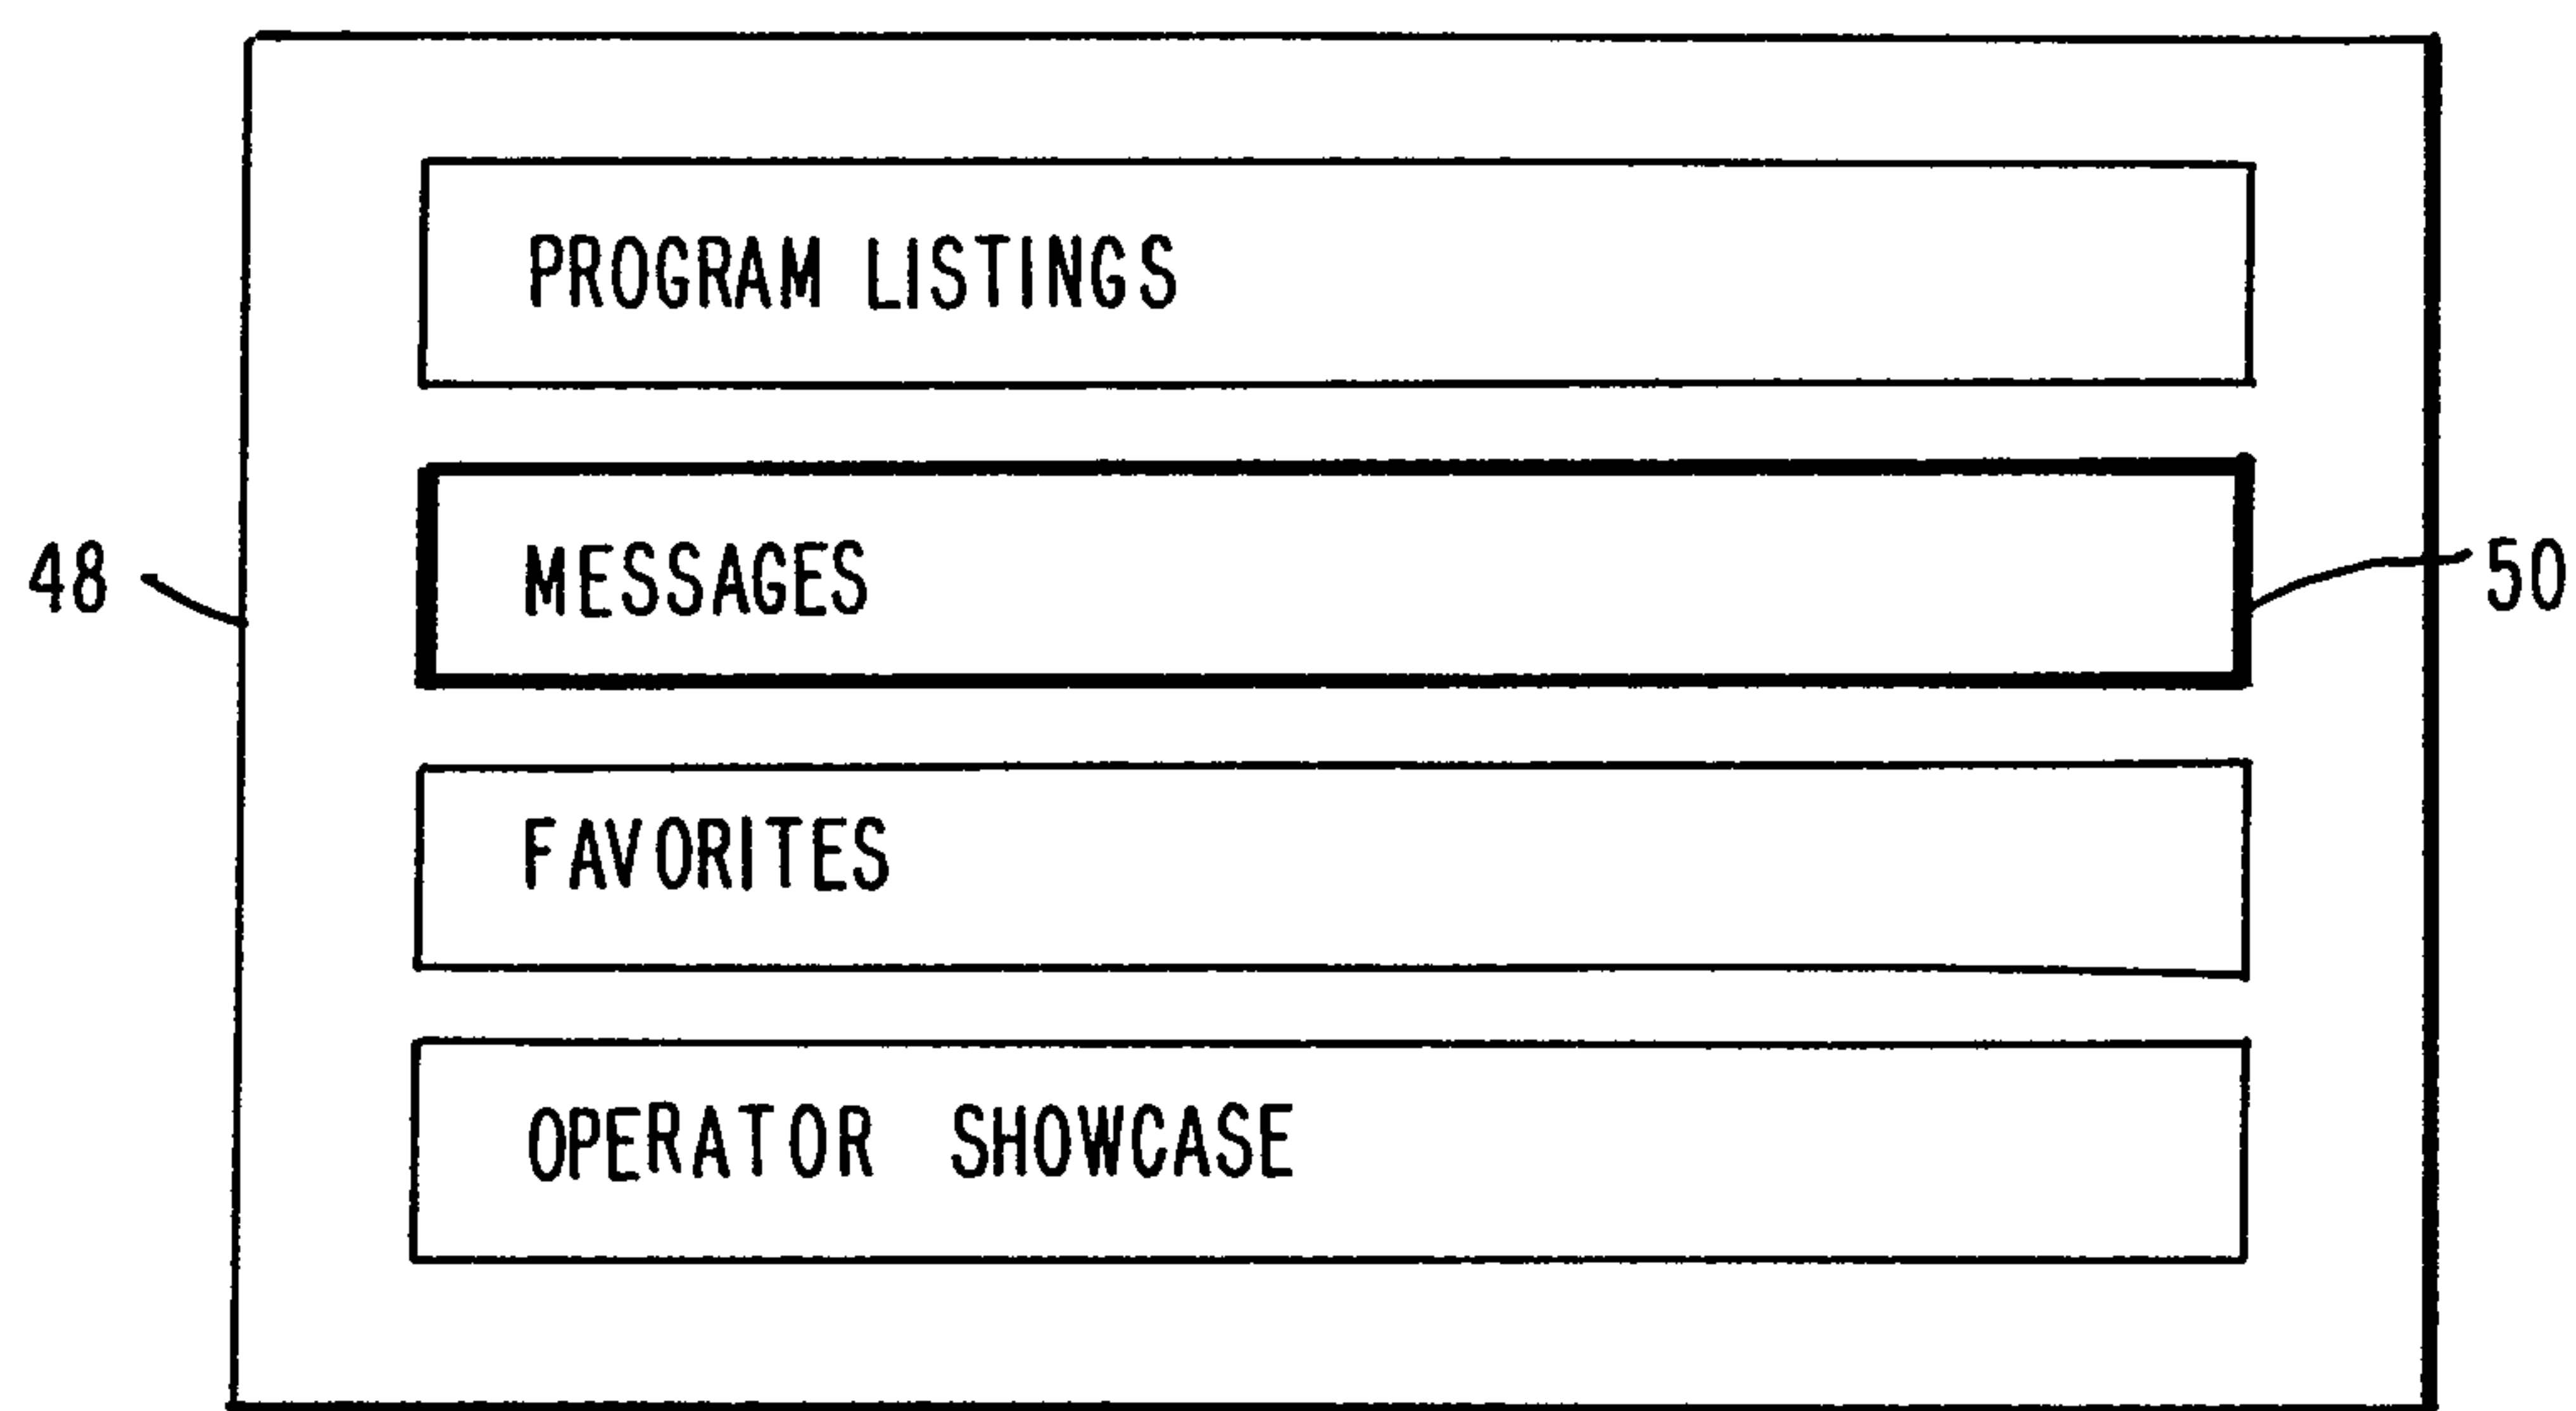 PROGRAM LISTINGS
MESSAGES
48
50
FAVORITES
OPERATOR SHOWCASE